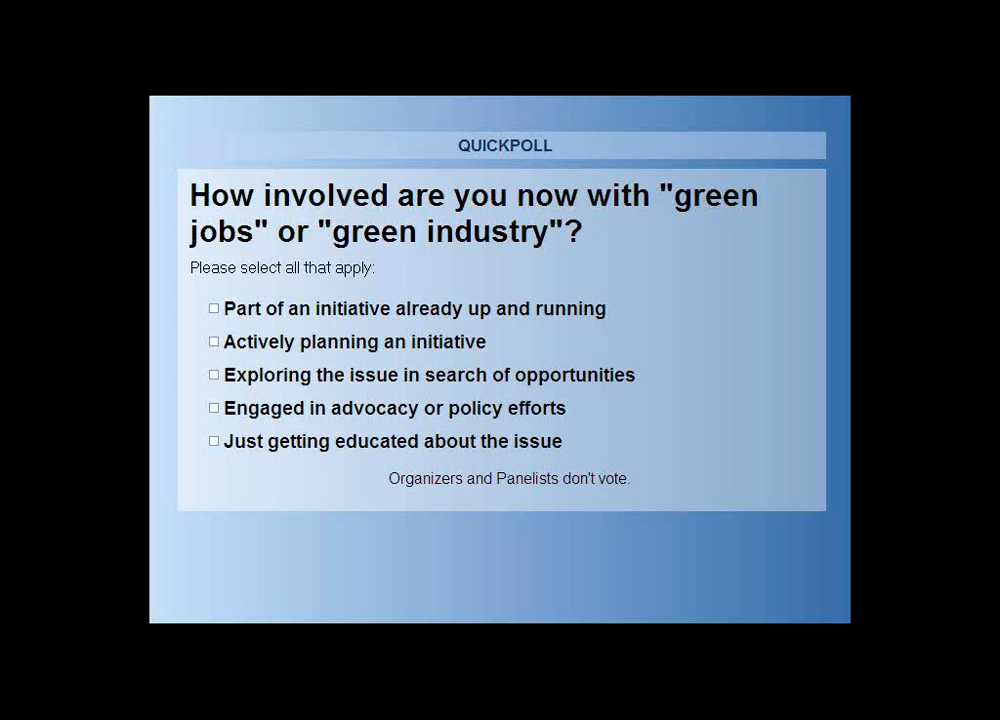 QUICKPOLL
How involved are you now with "green
jobs" or "green industry"?
Please select all that apply:
Part of an initiative already up and running
Actively planning an initiative
Exploring the issue in search of opportunities
Engaged in advocacy or policy efforts
Just getting educated about the issue
Organizers and Panelists don't vote.